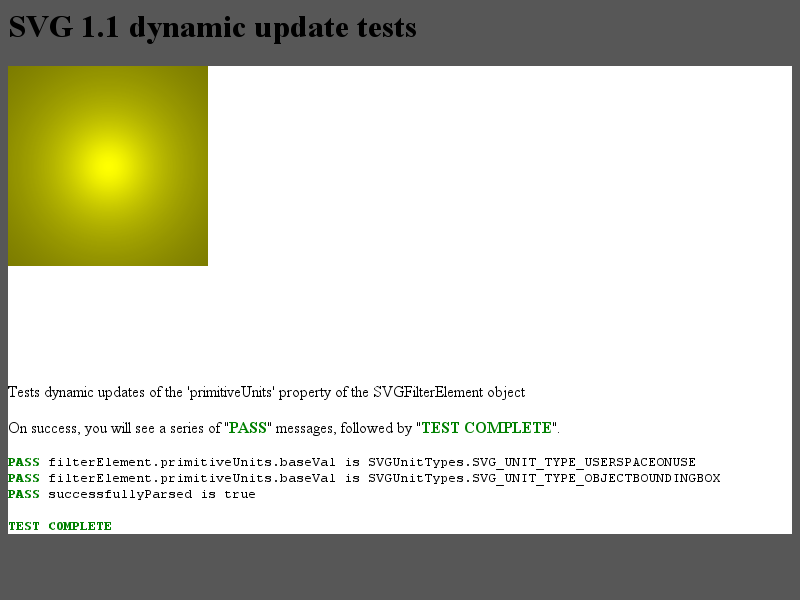 SVG 1.1 dynamic update tests
Tests dynamic updates of the 'primitiveUnits' property of the SVGFilterElement object
On success, you will see a series of "PASS" messages, followed by "TEST COMPLETE".
PASS filterElement.primitiveUnits.baseVal is SVGUnitTypes.SVG_UNIT_TYPE_USERSPACEONUSE
PASS filterElement.primitiveUnits.baseVal is SVGUnitTypes.SVG_UNIT_TYPE_OBJECTBOUNDINGBOX
PASS successfullyParsed is true
TEST COMPLETE